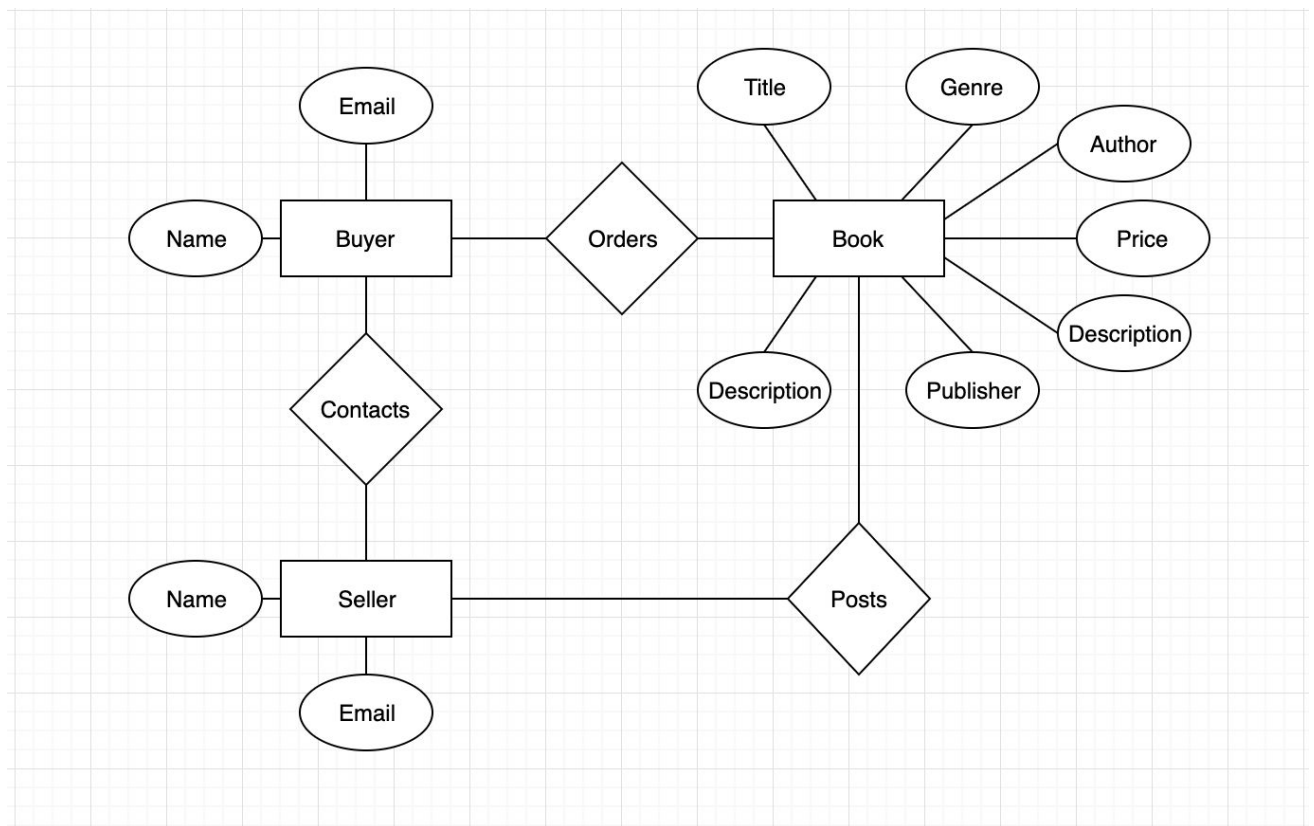 Title
Genre
Email
Author
Name
Buyer
Orders
Book
Price
Description
Description
Publisher
Contacts
Name
Seller
Posts
Email